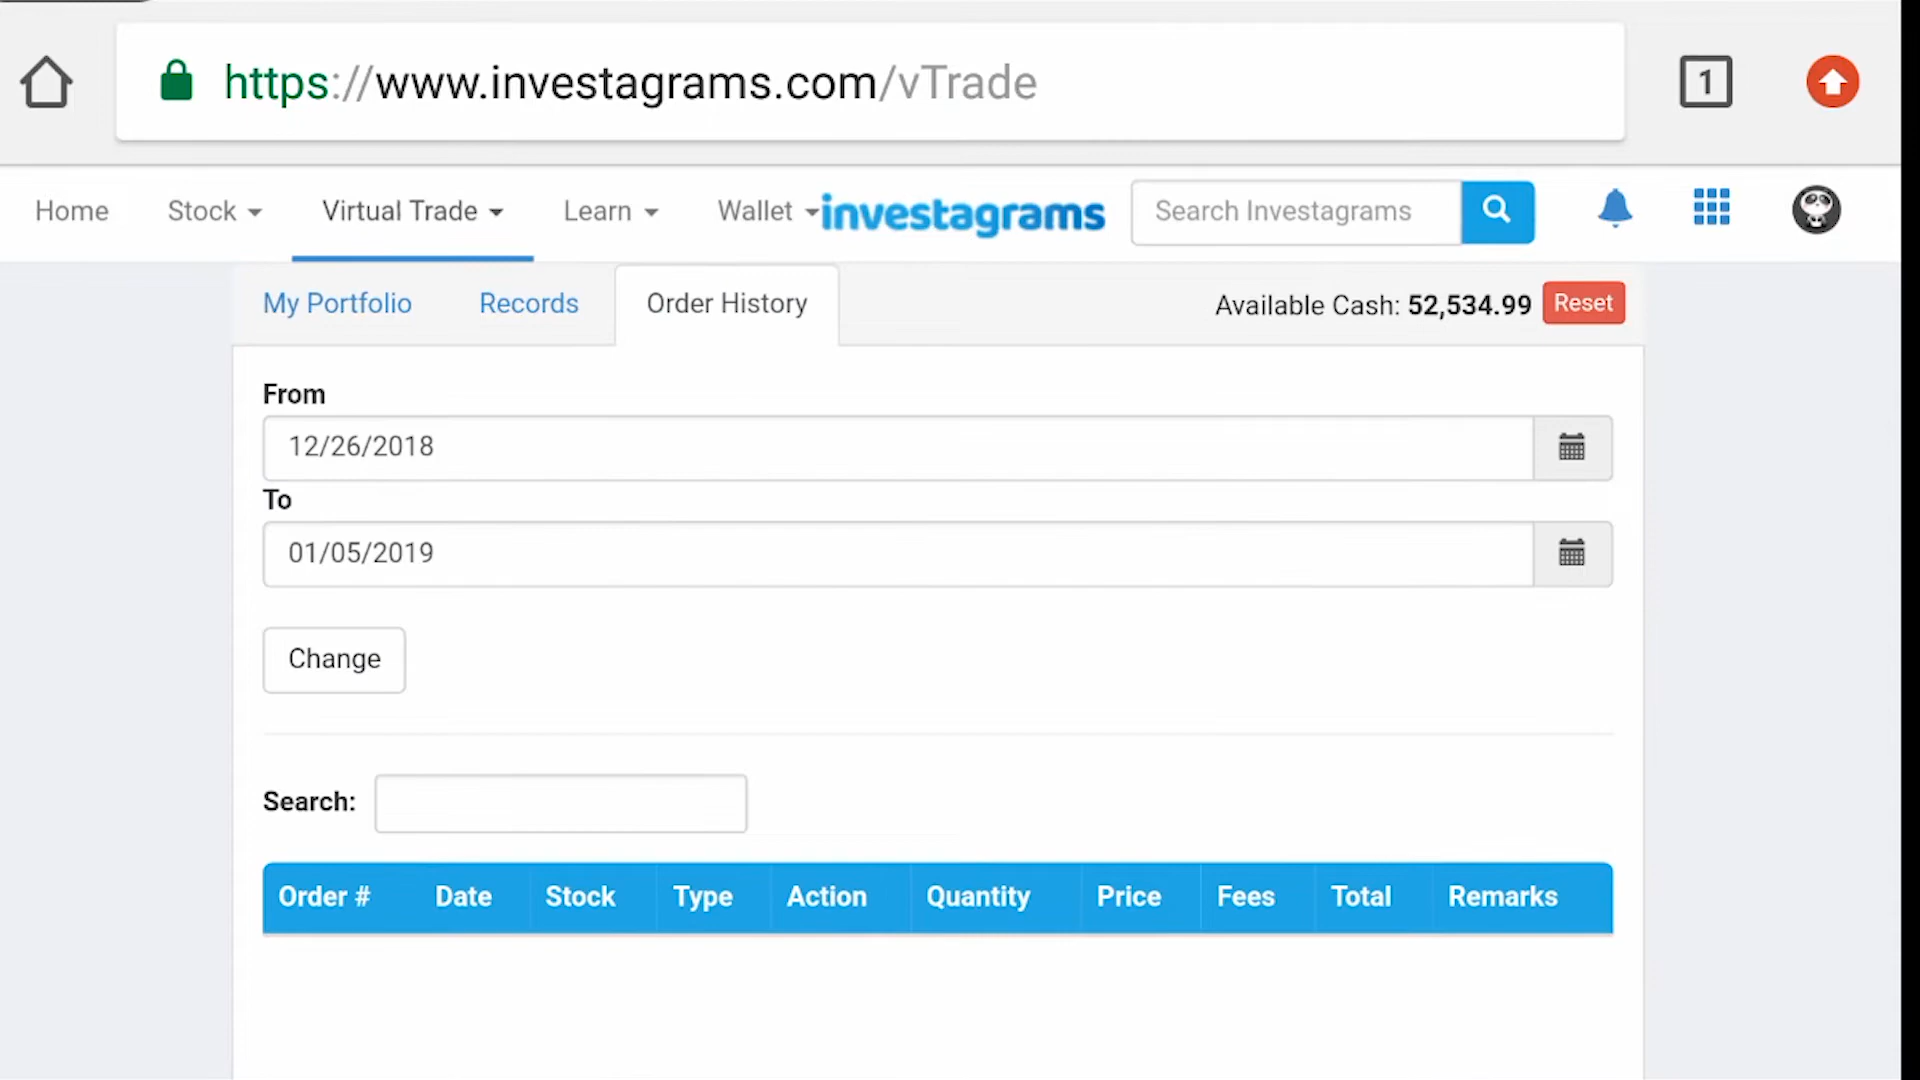 https://www.investagrams.com/vTrade
1
Home Stock Virtual Trade Learn Wallet investagrams Search Investagrams
My Portfolio Records Order History Available Cash: 52,534.99 Reset
From
12/26/2018
To
01/05/2019
Change
Search:
Order # Date Stock Type Action Quantity Price Fees Total Remarks